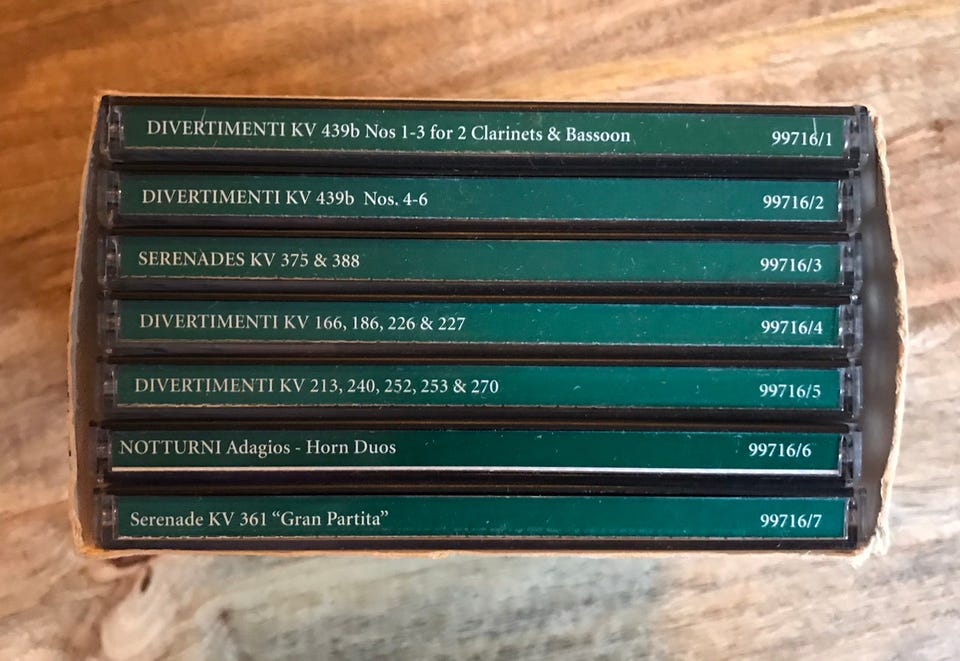 DIVERTIMENTI KV 439b Nos 1-3 for 2 Clarinets & Bassoon 99716/1
DIVERTIMENTI KV 439b Nos. 4-6 99716/2
SERENADES KV 375 & 388 99716/3
DIVERTIMENTI KV 166, 186, 226 & 227 99716/4
DIVERTIMENTI KV 213, 240, 252, 253 & 270 99716/5
NOTTURNI Adagios - Horn Duos 99716/6
Serenade KV 361 “Gran Partita” 99716/7